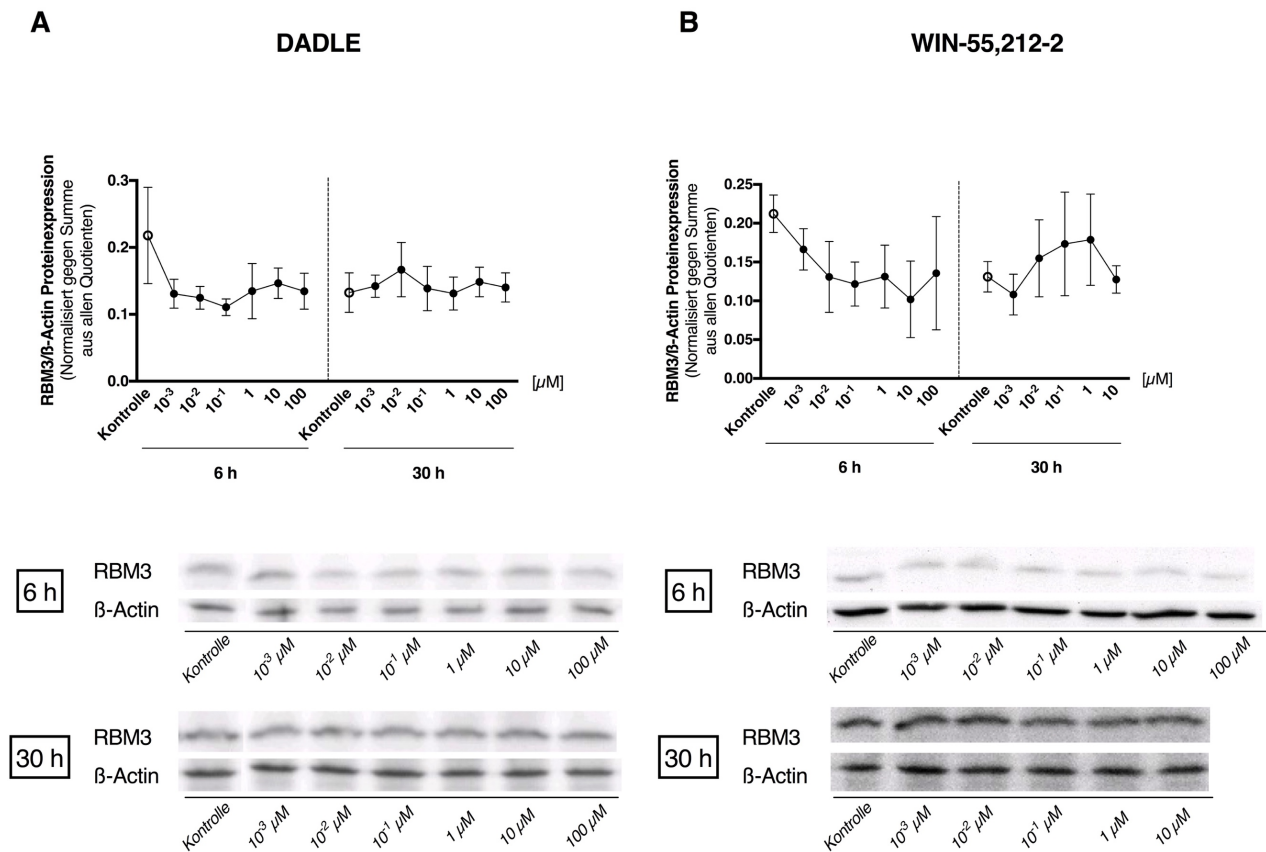 A
DADLE
RBM3/ß-Actin Proteinexpression
(Normalisiert gegen Summe
aus allen Quotienten)
0.3
0.2
0.1
0.0
Kontrolle 10⁻³ 10⁻² 10⁻¹ 1 10 100 Kontrolle 10⁻³ 10⁻² 10⁻¹ 1 10 100 [µM]
6 h 30 h
B
WIN-55,212-2
RBM3/ß-Actin Proteinexpression
(Normalisiert gegen Summe
aus allen Quotienten)
0.25
0.20
0.15
0.10
0.05
0.00
Kontrolle 10⁻³ 10⁻² 10⁻¹ 1 10 100 Kontrolle 10⁻³ 10⁻² 10⁻¹ 1 10 [µM]
6 h 30 h
6 h
RBM3
ß-Actin
Kontrolle 10⁻³ µM 10⁻² µM 10⁻¹ µM 1 µM 10 µM 100 µM
30 h
RBM3
ß-Actin
Kontrolle 10⁻³ µM 10⁻² µM 10⁻¹ µM 1 µM 10 µM 100 µM
6 h
RBM3
ß-Actin
Kontrolle 10⁻³ µM 10⁻² µM 10⁻¹ µM 1 µM 10 µM 100 µM
30 h
RBM3
ß-Actin
Kontrolle 10⁻³ µM 10⁻² µM 10⁻¹ µM 1 µM 10 µM